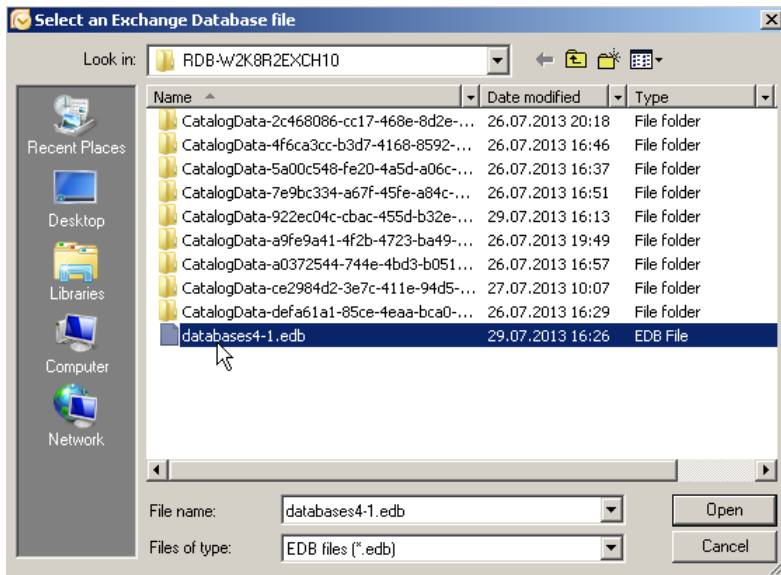 Select an Exchange Database file
Look in: RDB-W2K8R2EXCH10
Name Date modified Type
CatalogData-2c468086-cc17-468e-8d2e-... 26.07.2013 20:18 File folder
CatalogData-4f6ca3cc-b3d7-4168-8592-... 26.07.2013 16:46 File folder
CatalogData-5a00c548-fe20-4a5d-a06c-... 26.07.2013 16:37 File folder
CatalogData-7e9bc334-a67f-45fe-a84c-... 26.07.2013 16:51 File folder
CatalogData-922ec04c-cbac-455d-b32e-... 29.07.2013 16:13 File folder
CatalogData-a9fe9a41-4f2b-4723-ba49-... 26.07.2013 19:49 File folder
CatalogData-a0372544-744e-4bd3-b051... 26.07.2013 16:57 File folder
CatalogData-ce2984d2-3e7c-411e-94d5-... 27.07.2013 10:07 File folder
CatalogData-defa61a1-85ce-4eaa-bca0-... 26.07.2013 16:29 File folder
databases4-1.edb 29.07.2013 16:26 EDB File
Recent Places
Desktop
Libraries
Computer
Network
File name: databases4-1.edb Open
Files of type: EDB files (*.edb) Cancel